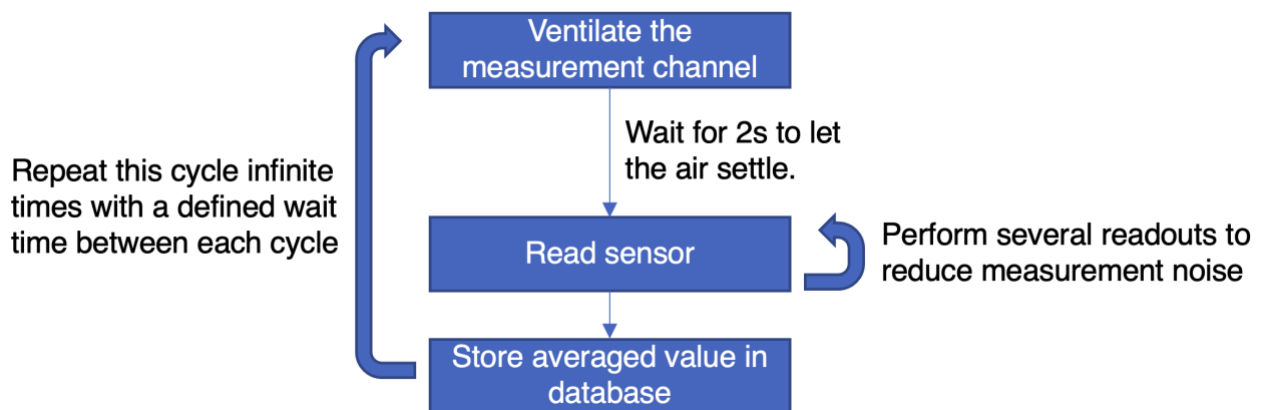 Ventilate the
measurement channel
Wait for 2s to let
the air settle.
Repeat this cycle infinite
times with a defined wait
time between each cycle
Read sensor
Perform several readouts to
reduce measurement noise
Store averaged value in
database